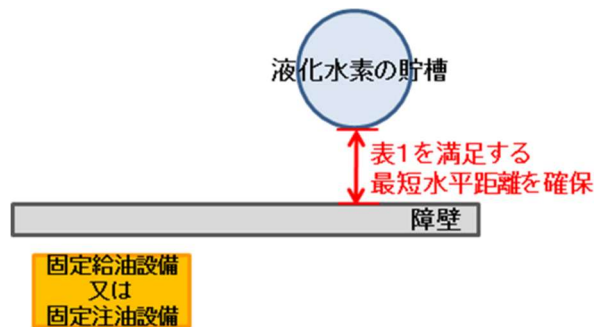 液化水素の貯槽
表1を満足する
最短水平距離を確保
障壁
固定給油設備
又は
固定注油設備